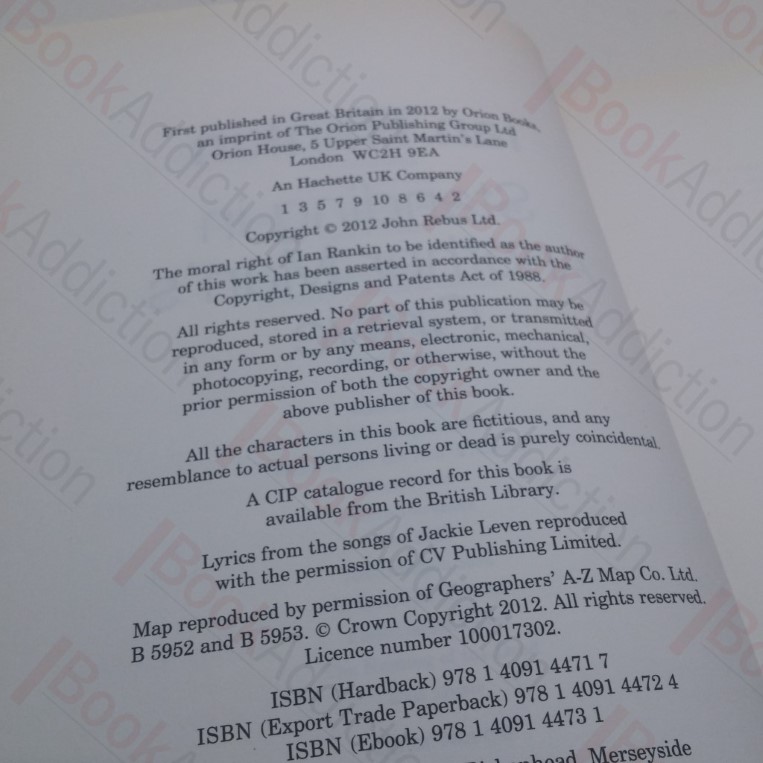 First published in Great Britain in 2012 by Orion Books,
an imprint of The Orion Publishing Group Ltd
Orion House, 5 Upper Saint Martin's Lane
London WC2H 9EA
An Hachette UK Company
1 3 5 7 9 10 8 6 4 2
Copyright © 2012 John Rebus Ltd.
The moral right of Ian Rankin to be identified as the author
of this work has been asserted in accordance with the
Copyright, Designs and Patents Act of 1988.
All rights reserved. No part of this publication may be
reproduced, stored in a retrieval system, or transmitted
in any form or by any means, electronic, mechanical,
photocopying, recording, or otherwise, without the
prior permission of both the copyright owner and the
above publisher of this book.
All the characters in this book are fictitious, and any
resemblance to actual persons living or dead is purely coincidental.
A CIP catalogue record for this book is
available from the British Library.
Lyrics from the songs of Jackie Leven reproduced
with the permission of CV Publishing Limited.
Map reproduced by permission of Geographers' A-Z Map Co. Ltd.
B 5952 and B 5953. © Crown Copyright 2012. All rights reserved.
Licence number 100017302.
ISBN (Hardback) 978 1 4091 4471 7
ISBN (Export Trade Paperback) 978 1 4091 4472 4
ISBN (Ebook) 978 1 4091 4473 1
Merseyside
BookAddiction